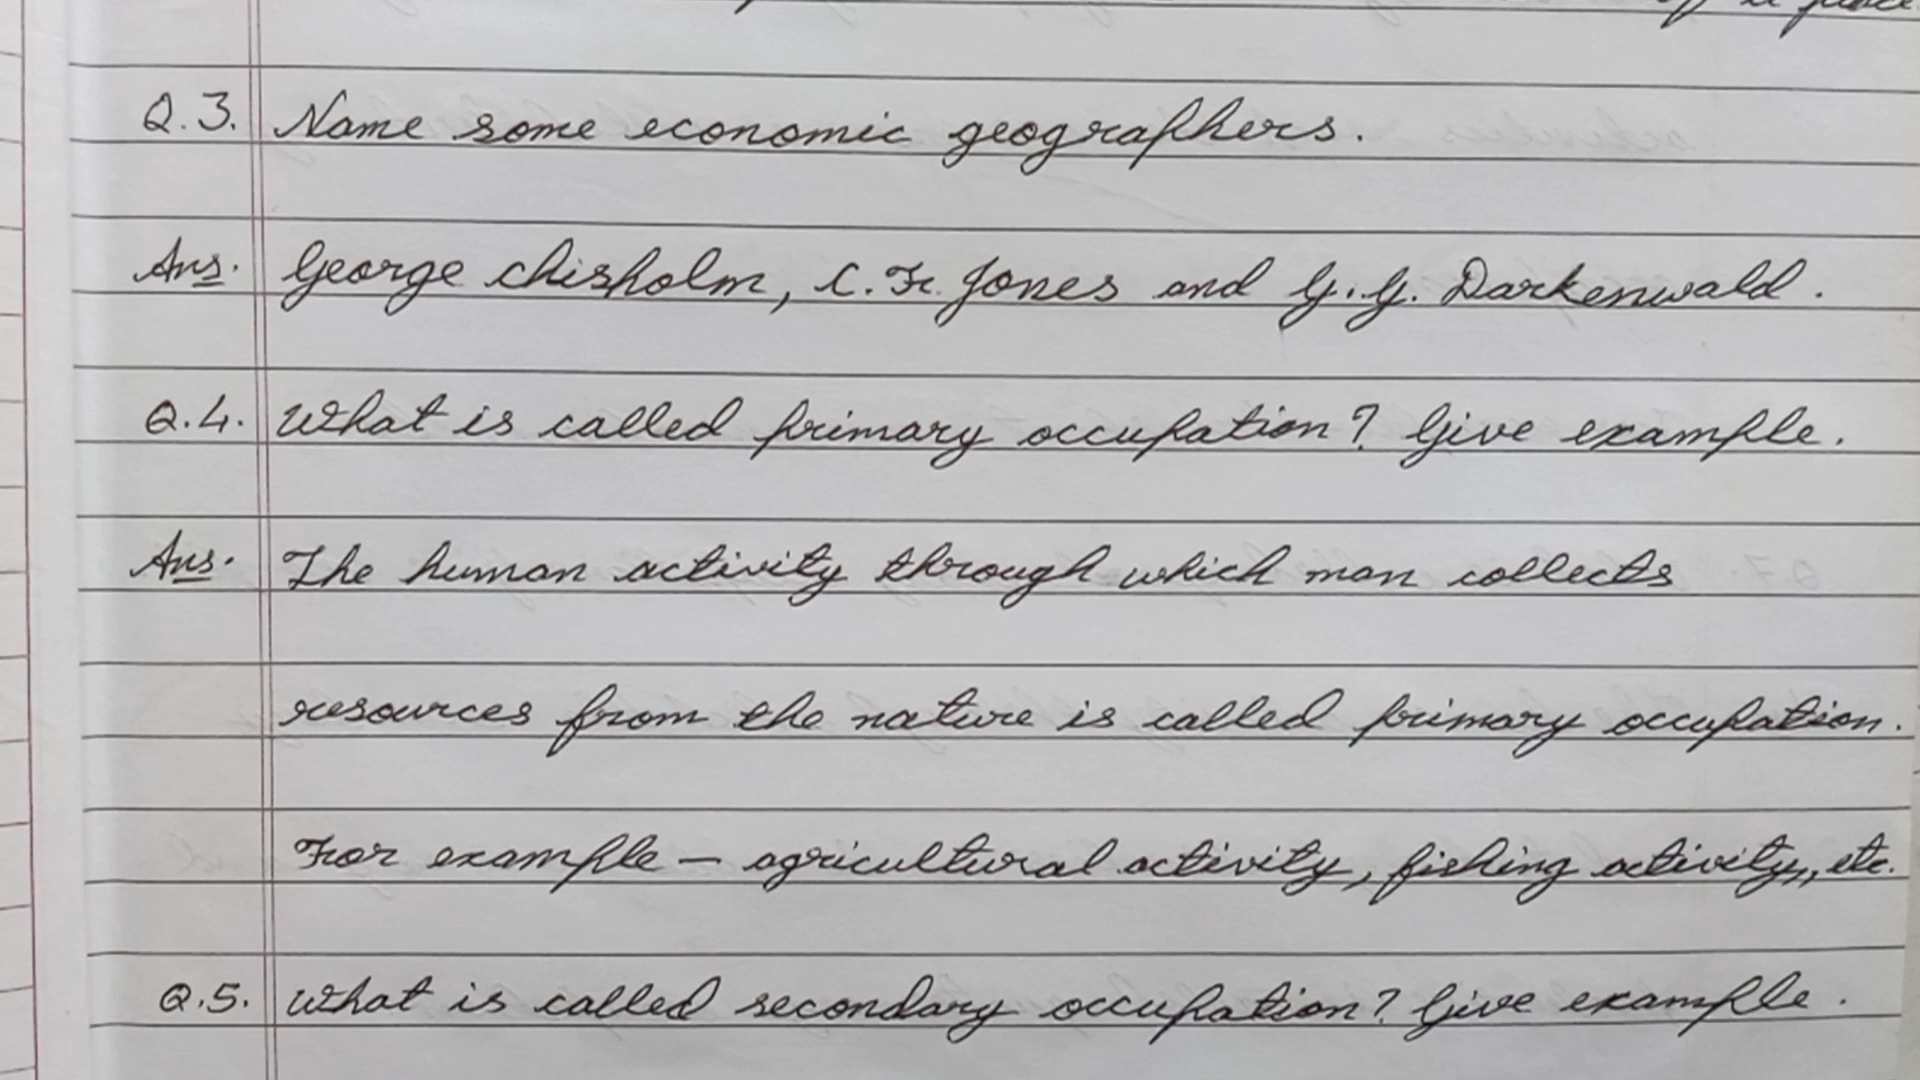 Q.3. Name some economic geographers.
Ans. George chisholm, C. F. Jones and G. G. Darkenwald.
Q.4. What is called primary occupation? Give example.
Ans. The human activity through which man collects
resources from the nature is called primary occupation.
For example – agricultural activity, fishing activity,, etc.
Q.5. What is called secondary occupation? Give example.